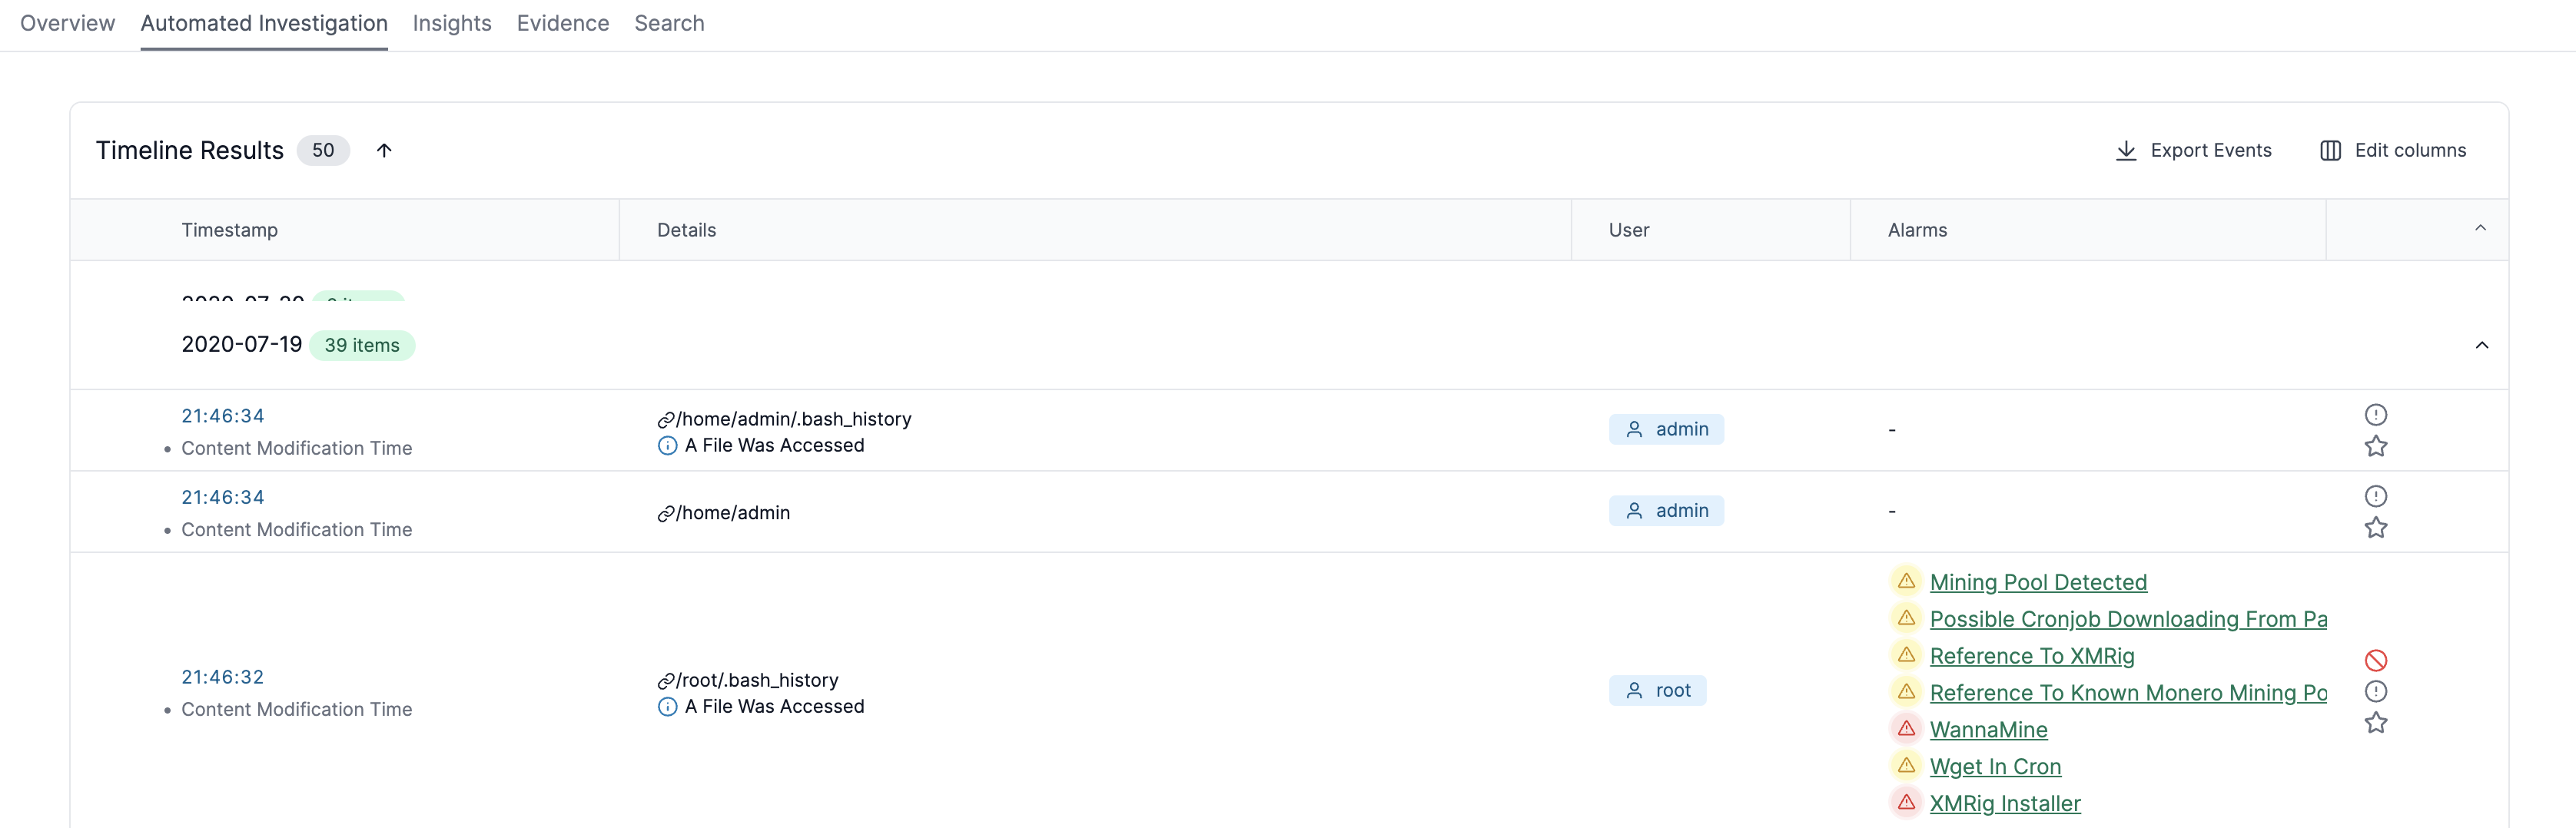 Overview Automated Investigation Insights Evidence Search
Timeline Results 50 Export Events Edit columns
Timestamp Details User Alarms
2020-07-19 39 items
21:46:34
• Content Modification Time
/home/admin/.bash_history
A File Was Accessed
admin
-
21:46:34
• Content Modification Time
/home/admin
admin
-
21:46:32
• Content Modification Time
/root/.bash_history
A File Was Accessed
root
Mining Pool Detected
Possible Cronjob Downloading From Pa
Reference To XMRig
Reference To Known Monero Mining Po
WannaMine
Wget In Cron
XMRig Installer